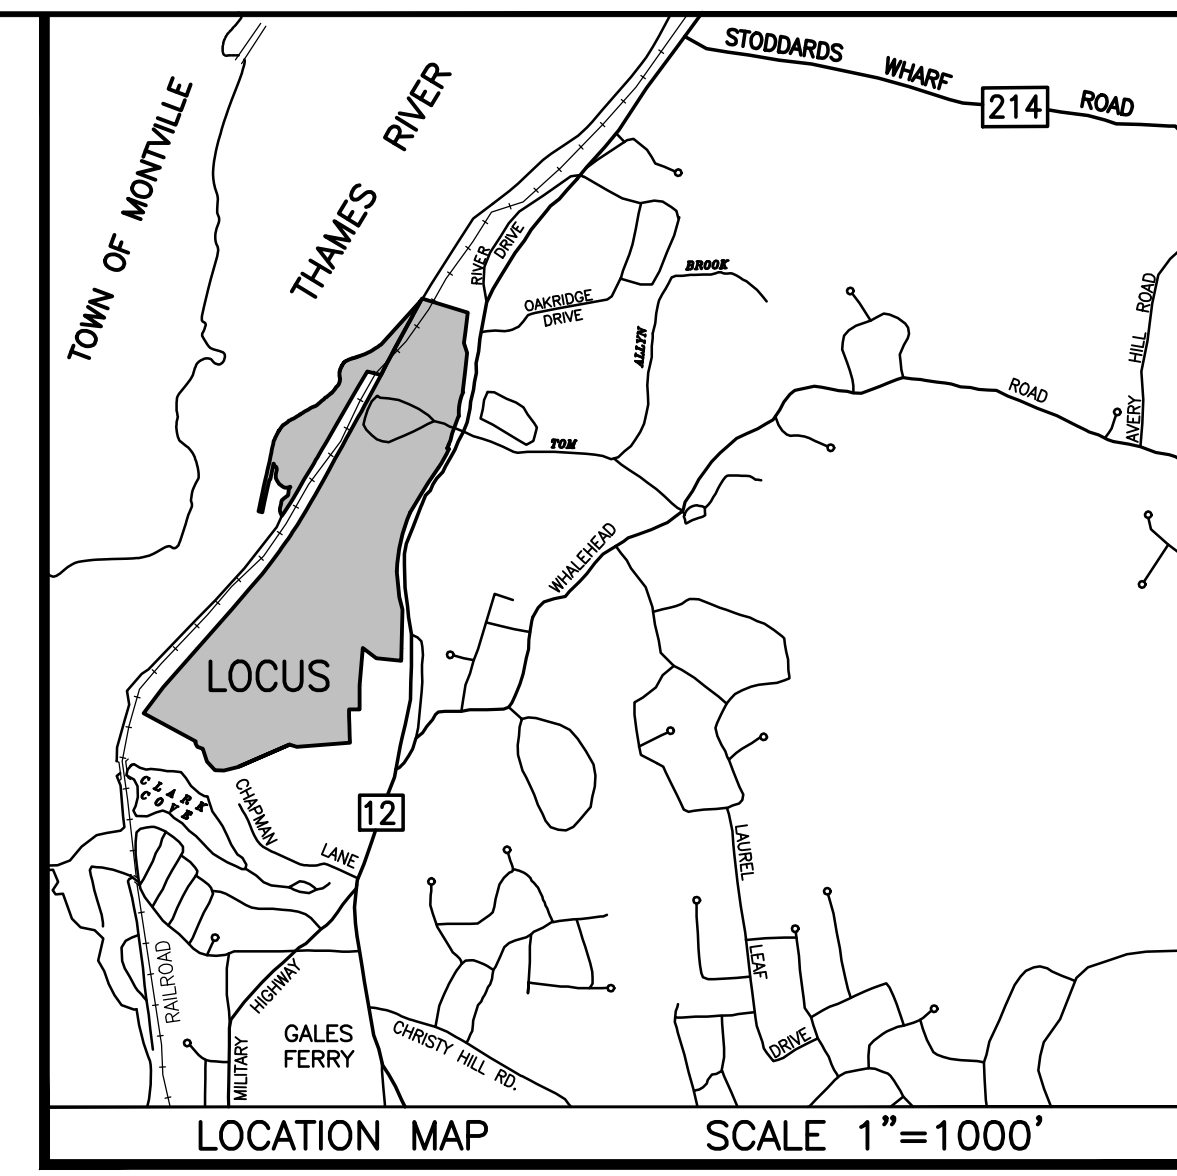 STODDARDS WHARF ROAD
214
TOWN OF MONTVILLE
THAMES RIVER
RIVER DRIVE
OAKRIDGE
DRIVE
BROOK
ALLYN
TOM
AVERY HILL ROAD
WHALEHEAD ROAD
LOCUS
CLARK
COVE
CHAPMAN LANE
12
LAUREL LEAF DRIVE
RAILROAD
MILITARY HIGHWAY
GALES
FERRY
CHRISTY HILL RD.
LOCATION MAP SCALE 1"=1000'